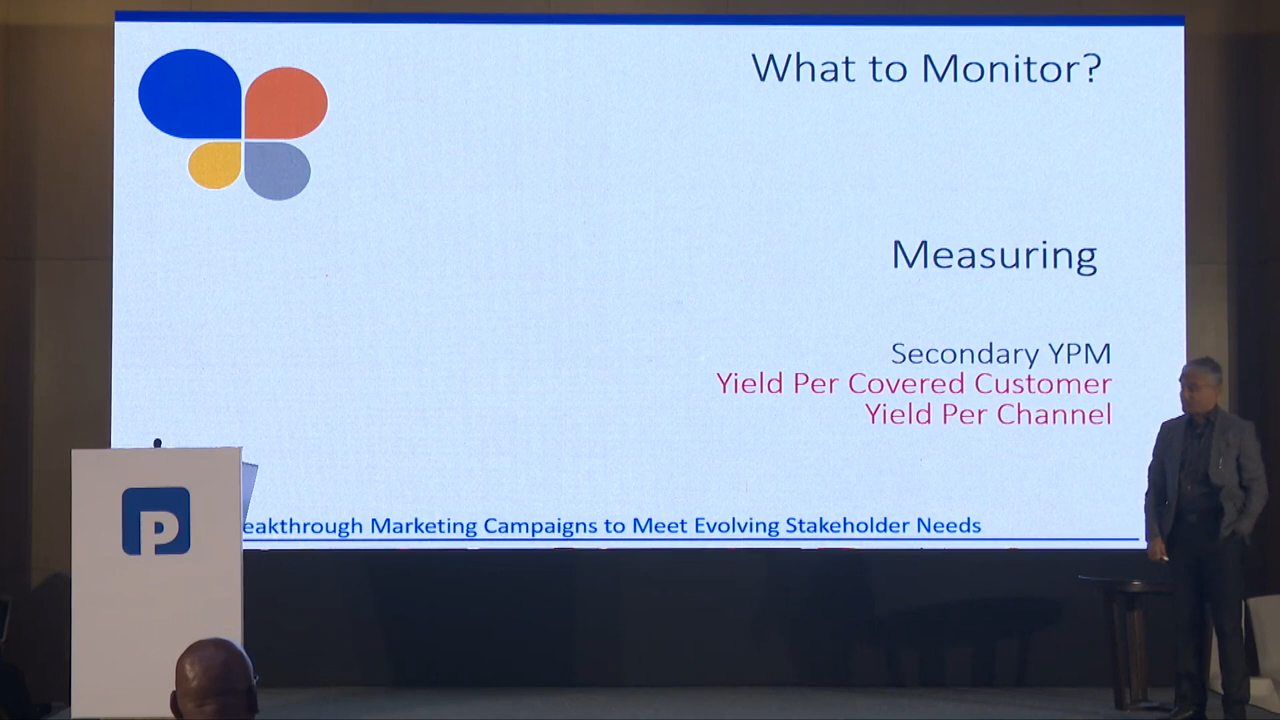 What to Monitor?
Measuring
Secondary YPM
Yield Per Covered Customer
Yield Per Channel
eakthrough Marketing Campaigns to Meet Evolving Stakeholder Needs
P